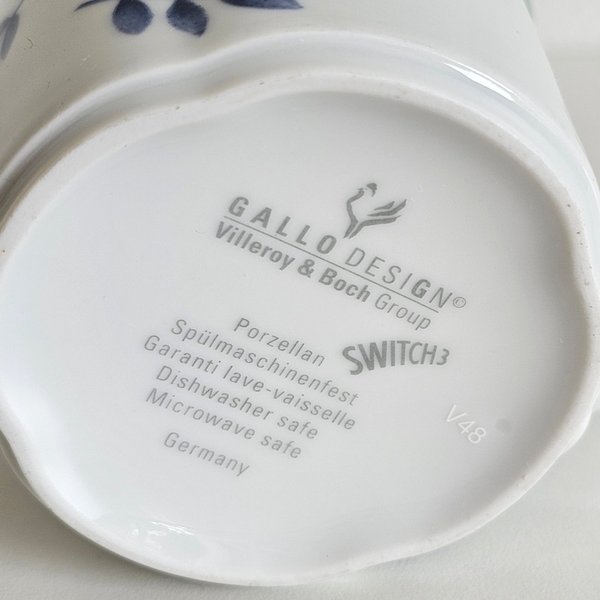 GALLO DESIGN©
Villeroy & Boch Group
Porzellan
SWITCH3
Spülmaschinenfest
Garanti lave-vaisselle
Dishwasher safe
Microwave safe
Germany
V48